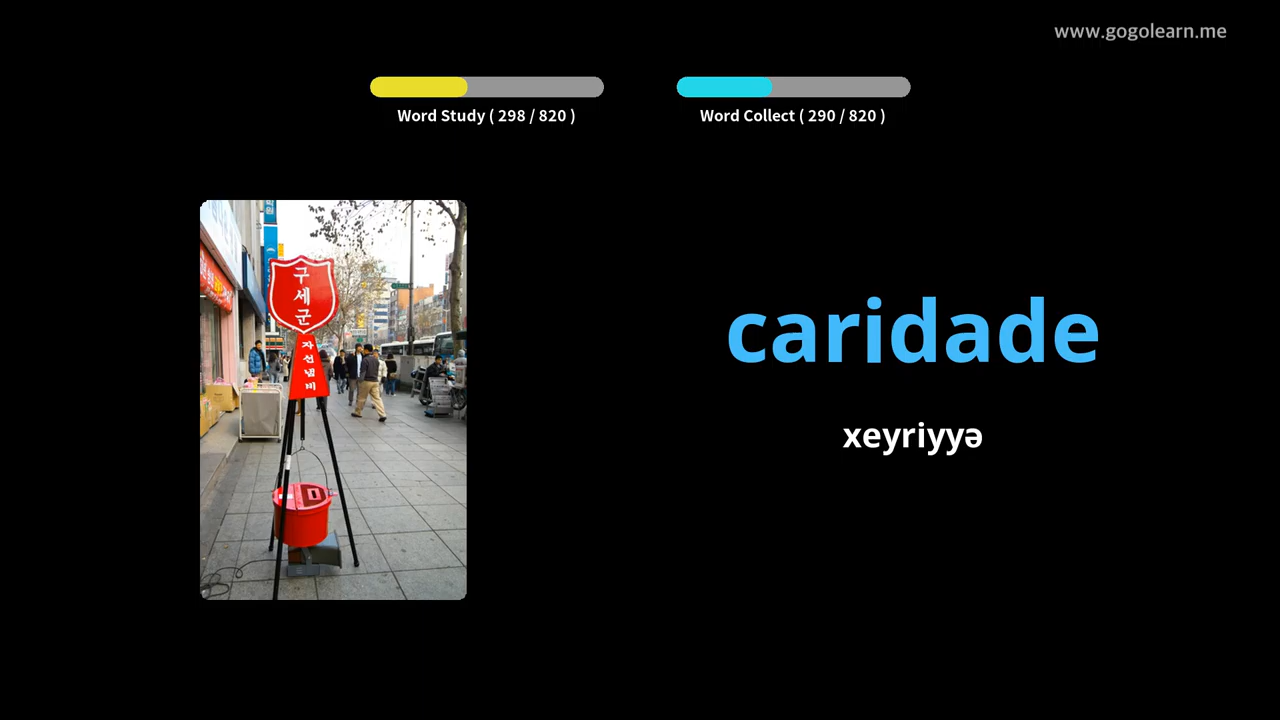 www.gogolearn.me
Word Study ( 298 / 820 )
Word Collect ( 290 / 820 )
구
세
군
자
선
냄
비
caridade
xeyriyyə